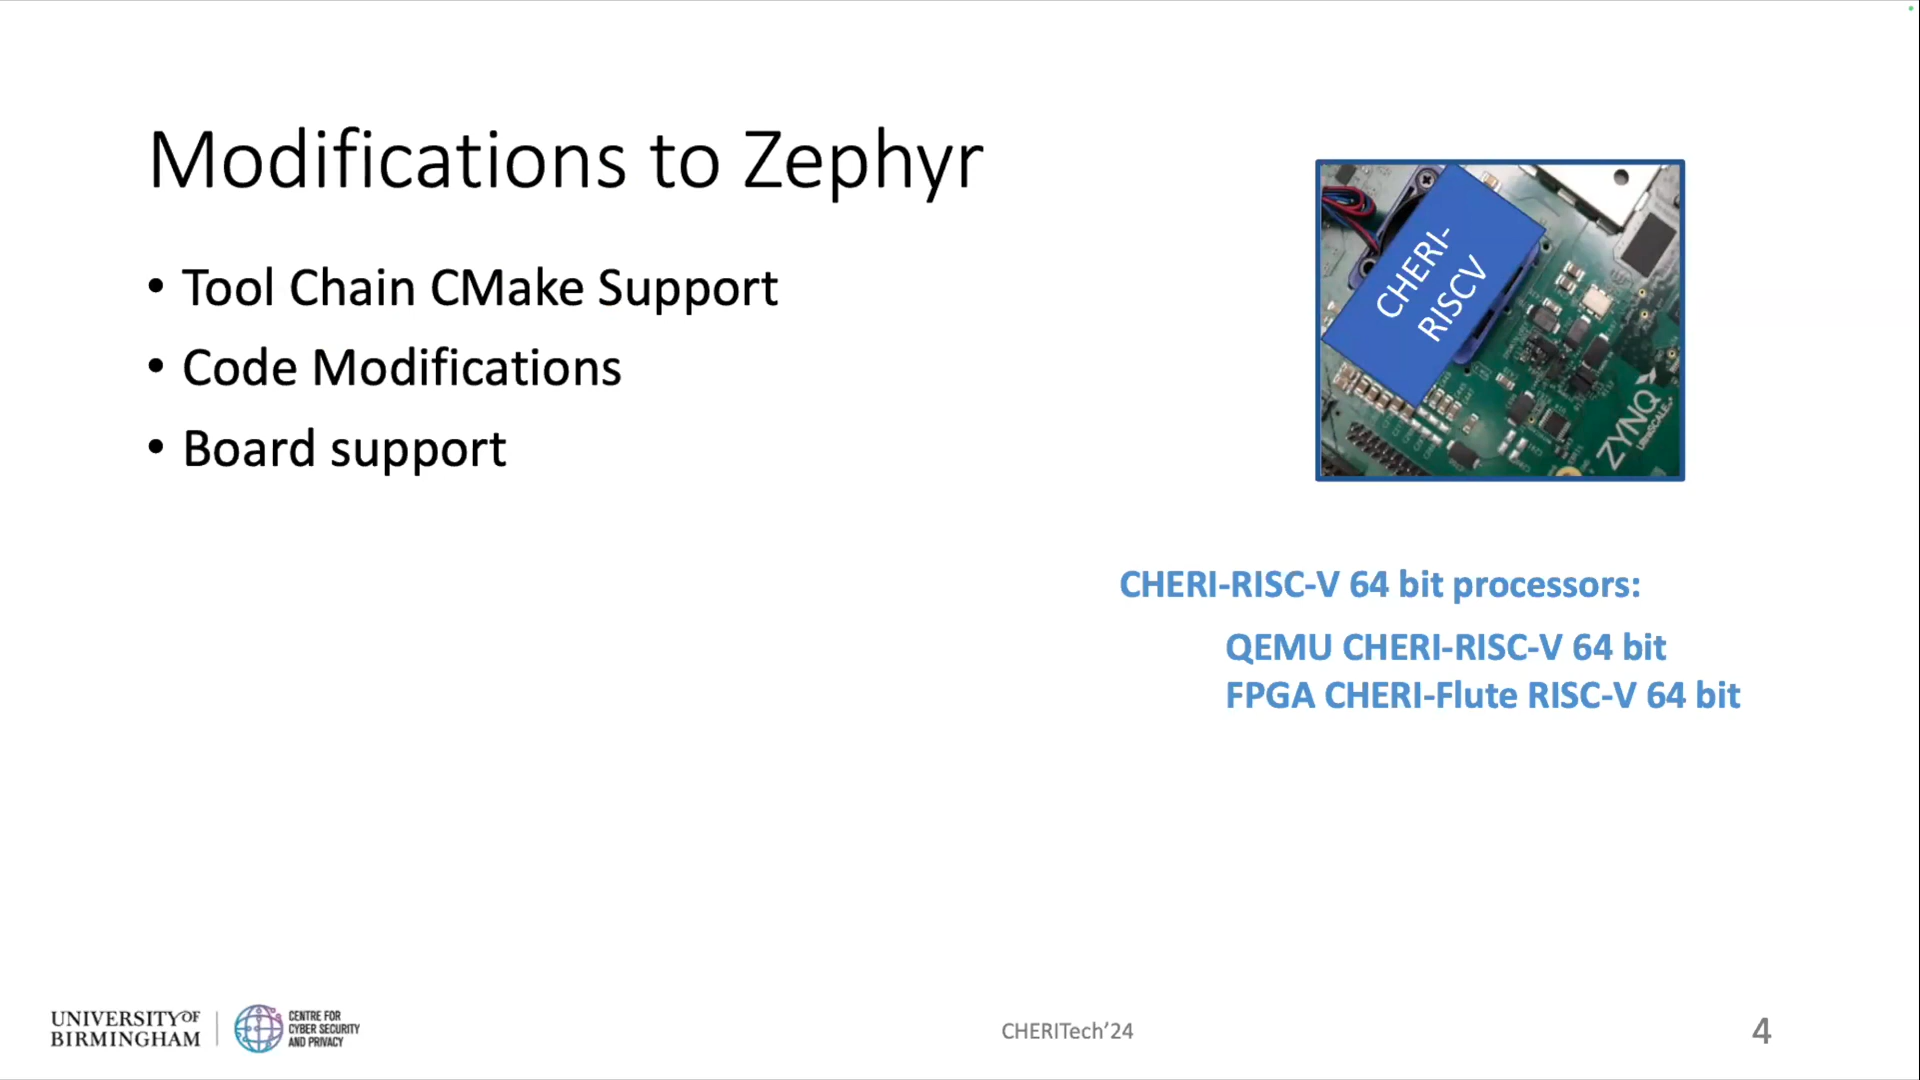 Modifications to Zephyr
• Tool Chain CMake Support
• Code Modifications
• Board support
CHERI-
RISCV
ZYNQ
UltraSCALE+
CHERI-RISC-V 64 bit processors:
QEMU CHERI-RISC-V 64 bit
FPGA CHERI-Flute RISC-V 64 bit
UNIVERSITY OF
BIRMINGHAM
CENTRE FOR
CYBER SECURITY
AND PRIVACY
CHERITech’24
4